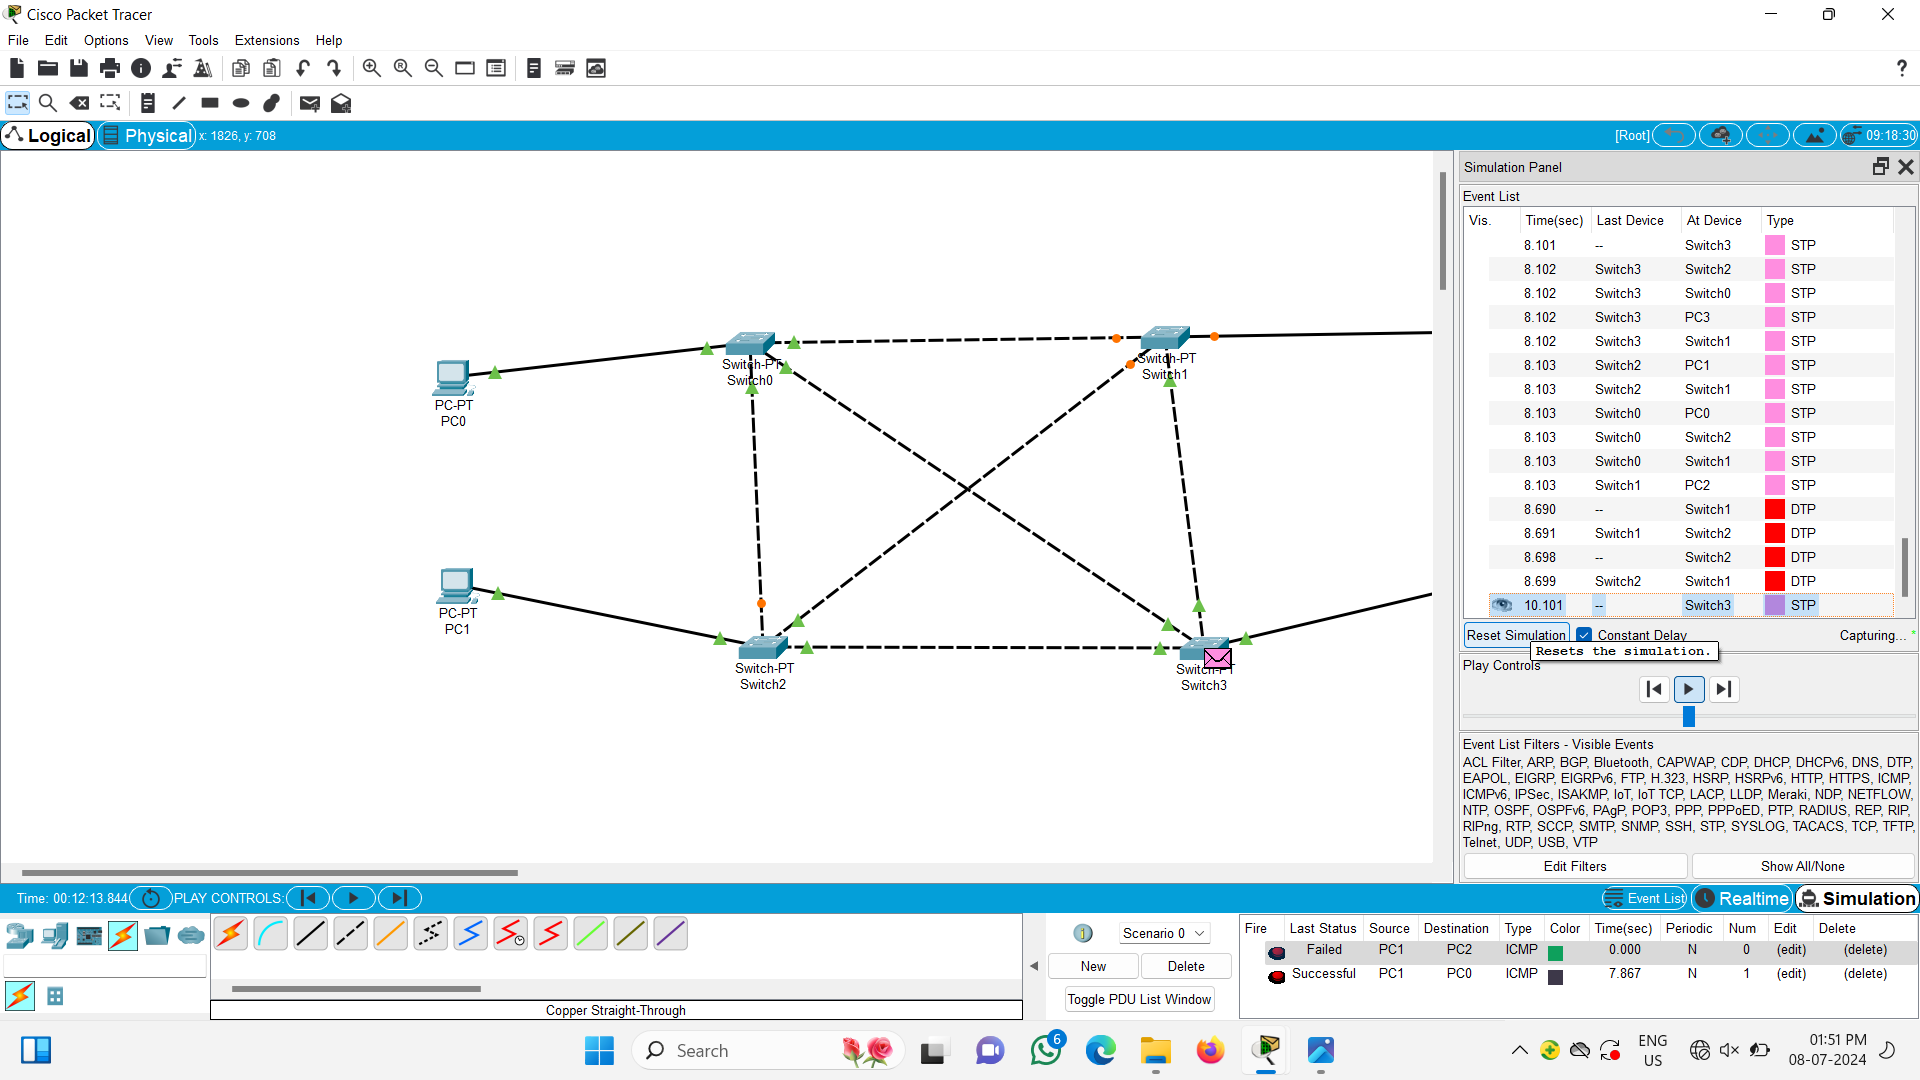 Cisco Packet Tracer
File Edit Options View Tools Extensions Help
?
Logical Physical x: 1826, y: 708 [Root] 09:18:30
Simulation Panel
Event List
Vis. Time(sec) Last Device At Device Type
8.101 -- Switch3 STP
8.102 Switch3 Switch2 STP
8.102 Switch3 Switch0 STP
8.102 Switch3 PC3 STP
8.102 Switch3 Switch1 STP
8.103 Switch2 PC1 STP
8.103 Switch2 Switch1 STP
8.103 Switch0 PC0 STP
8.103 Switch0 Switch2 STP
8.103 Switch0 Switch1 STP
8.103 Switch1 PC2 STP
8.690 -- Switch1 DTP
8.691 Switch1 Switch2 DTP
8.698 -- Switch2 DTP
8.699 Switch2 Switch1 DTP
10.101 -- Switch3 STP
Reset Simulation Constant Delay Capturing... *
Resets the simulation.
Play Controls
Event List Filters - Visible Events
ACL Filter, ARP, BGP, Bluetooth, CAPWAP, CDP, DHCP, DHCPv6, DNS, DTP,
EAPOL, EIGRP, EIGRPv6, FTP, H.323, HSRP, HSRPv6, HTTP, HTTPS, ICMP,
ICMPv6, IPSec, ISAKMP, IoT, IoT TCP, LACP, LLDP, Meraki, NDP, NETFLOW,
NTP, OSPF, OSPFv6, PAgP, POP3, PPP, PPPoED, PTP, RADIUS, REP, RIP,
RIPng, RTP, SCCP, SMTP, SNMP, SSH, STP, SYSLOG, TACACS, TCP, TFTP,
Telnet, UDP, USB, VTP
Edit Filters Show All/None
Switch-PT
Switch0
Switch-PT
Switch1
PC-PT
PC0
PC-PT
PC1
Switch-PT
Switch2
Switch-PT
Switch3
Time: 00:12:13.844 PLAY CONTROLS: Event List Realtime Simulation
Copper Straight-Through
Scenario 0
New Delete
Toggle PDU List Window
Fire Last Status Source Destination Type Color Time(sec) Periodic Num Edit Delete
Failed PC1 PC2 ICMP 0.000 N 0 (edit) (delete)
Successful PC1 PC0 ICMP 7.867 N 1 (edit) (delete)
Search
6
ENG
US
01:51 PM
08-07-2024